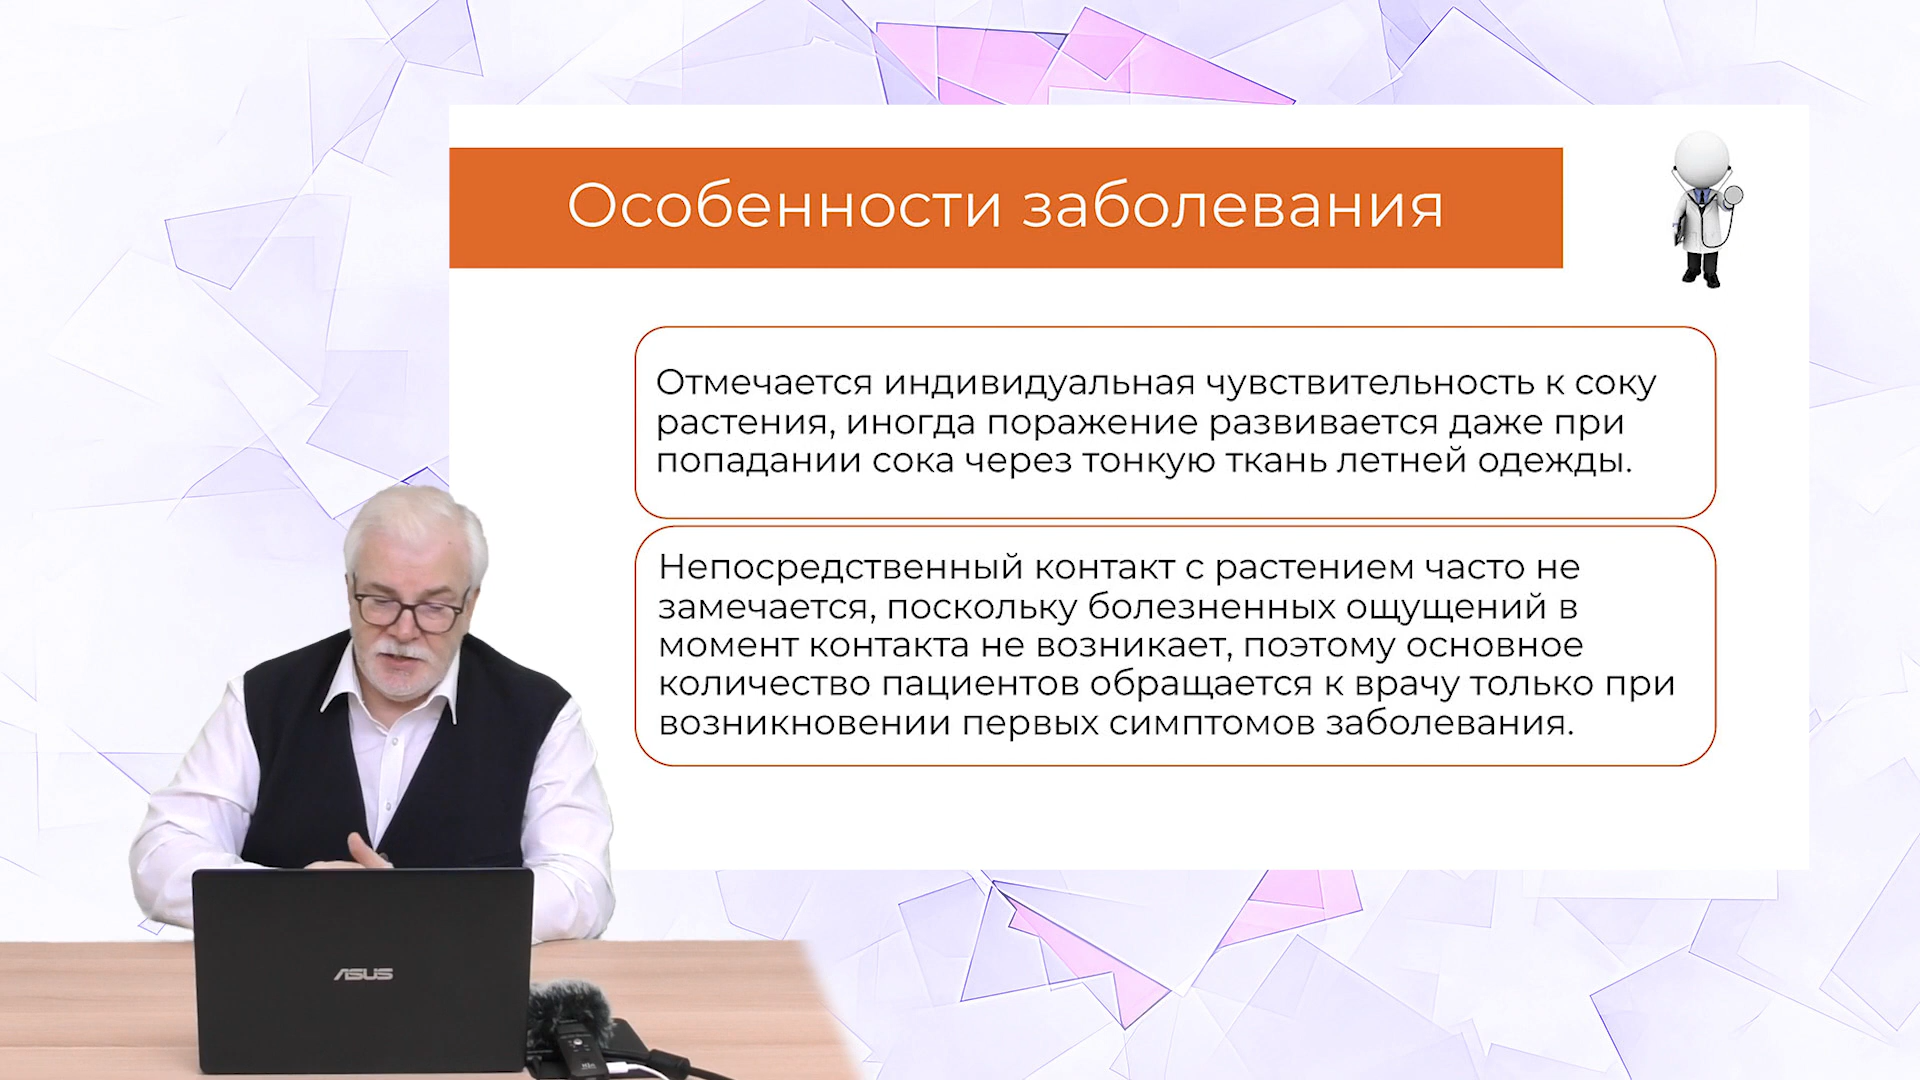 Особенности заболевания
Отмечается индивидуальная чувствительность к соку
растения, иногда поражение развивается даже при
попадании сока через тонкую ткань летней одежды.
Непосредственный контакт с растением часто не
замечается, поскольку болезненных ощущений в
момент контакта не возникает, поэтому основное
количество пациентов обращается к врачу только при
возникновении первых симптомов заболевания.
ASUS